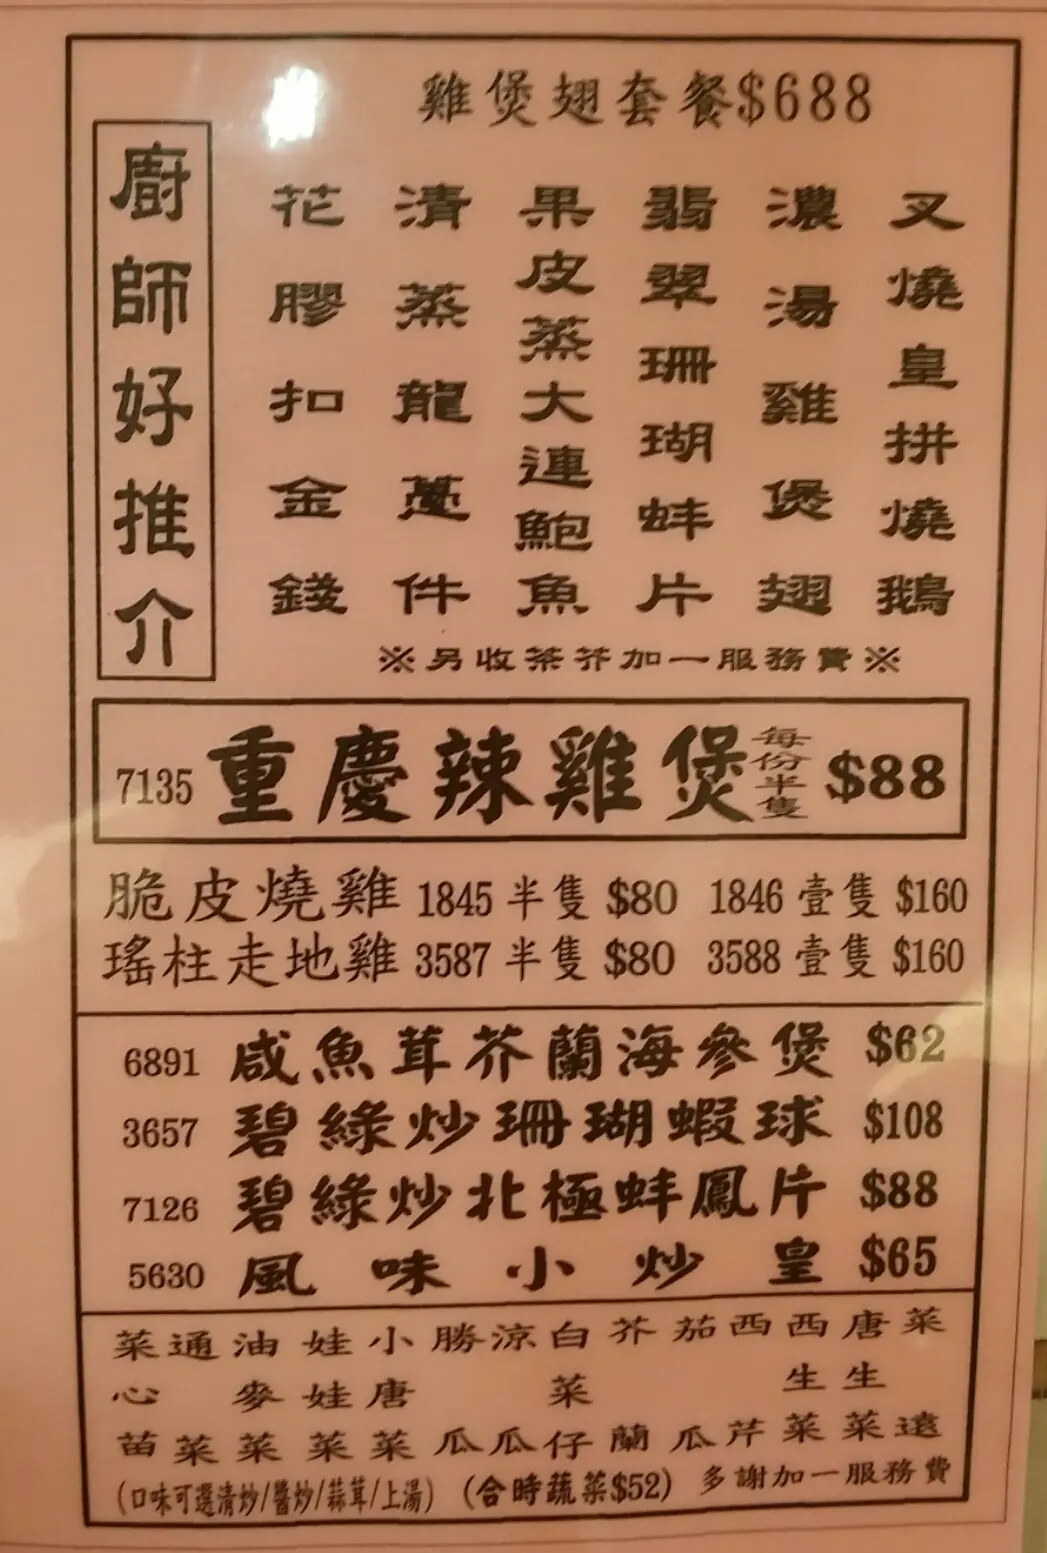 雞煲翅套餐$688
叉燒皇拼燒鵝
濃湯雞煲翅
翡翠珊瑚蚌片
果皮蒸大連鮑魚
清蒸龍躉件
花膠扣金錢
廚師好推介
※另收茶芥加一服務費※
7135 重慶辣雞煲 每份半隻 $88
脆皮燒雞 1845 半隻 $80 1846 壹隻 $160
瑤柱走地雞 3587 半隻 $80 3588 壹隻 $160
6891 咸魚茸芥蘭海參煲 $62
3657 碧綠炒珊瑚蝦球 $108
7126 碧綠炒北極蚌鳳片 $88
5630 風味小炒皇 $65
菜遠
唐生菜
西生菜
西芹
茄瓜
芥蘭
白菜仔
涼瓜
勝瓜
小唐菜
娃娃菜
油麥菜
通菜
菜心苗
(口味可選清炒/醬炒/蒜茸/上湯) (合時蔬菜$52) 多謝加一服務費